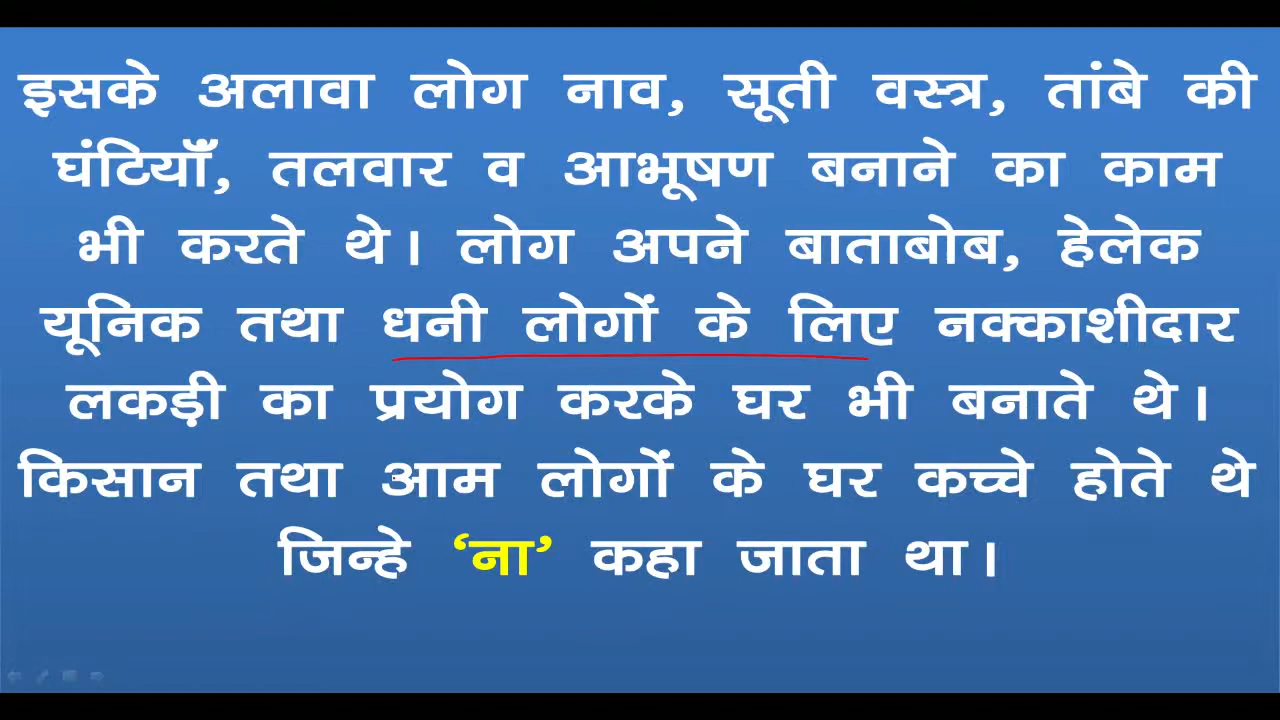 इसके अलावा लोग नाव, सूती वस्त्र, तांबे की
घंटियाँ, तलवार व आभूषण बनाने का काम
भी करते थे। लोग अपने बाताबोब, हेलेक
यूनिक तथा धनी लोगों के लिए नक्काशीदार
लकड़ी का प्रयोग करके घर भी बनाते थे।
किसान तथा आम लोगों के घर कच्चे होते थे
जिन्हे ‘ना’ कहा जाता था।